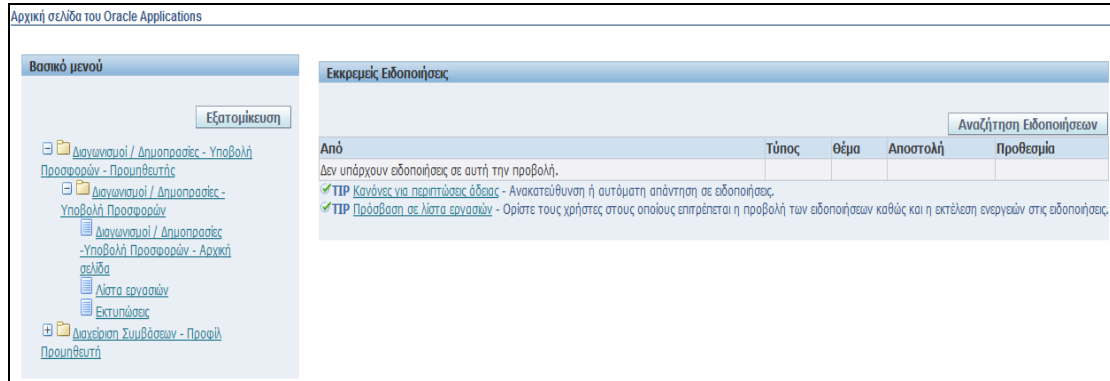 Αρχική σελίδα του Oracle Applications
Βασικό μενού
Εξατομίκευση
Διαγωνισμοί / Δημοπρασίες - Υποβολή
Προσφορών - Προμηθευτής
Διαγωνισμοί / Δημοπρασίες -
Υποβολή Προσφορών
Διαγωνισμοί / Δημοπρασίες
-Υποβολή Προσφορών - Αρχική
σελίδα
Λίστα εργασιών
Εκτυπώσεις
Διαχείριση Συμβάσεων - Προφίλ
Προμηθευτή
Εκκρεμείς Ειδοποιήσεις
Αναζήτηση Ειδοποιήσεων
Από Τύπος Θέμα Αποστολή Προθεσμία
Δεν υπάρχουν ειδοποιήσεις σε αυτή την προβολή.
TIP Κανόνες για περιπτώσεις άδειας - Ανακατεύθυνση ή αυτόματη απάντηση σε ειδοποιήσεις.
TIP Πρόσβαση σε λίστα εργασιών - Ορίστε τους χρήστες στους οποίους επιτρέπεται η προβολή των ειδοποιήσεων καθώς και η εκτέλεση ενεργειών στις ειδοποιήσεις.